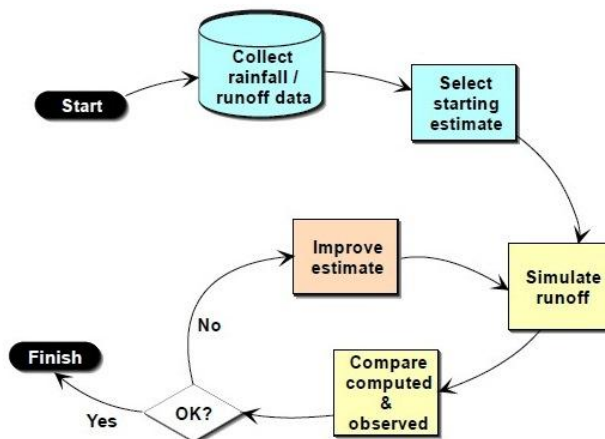 Start
Collect
rainfall /
runoff data
Select
starting
estimate
Improve
estimate
Simulate
runoff
No
Finish
Compare
computed
&
observed
OK?
Yes